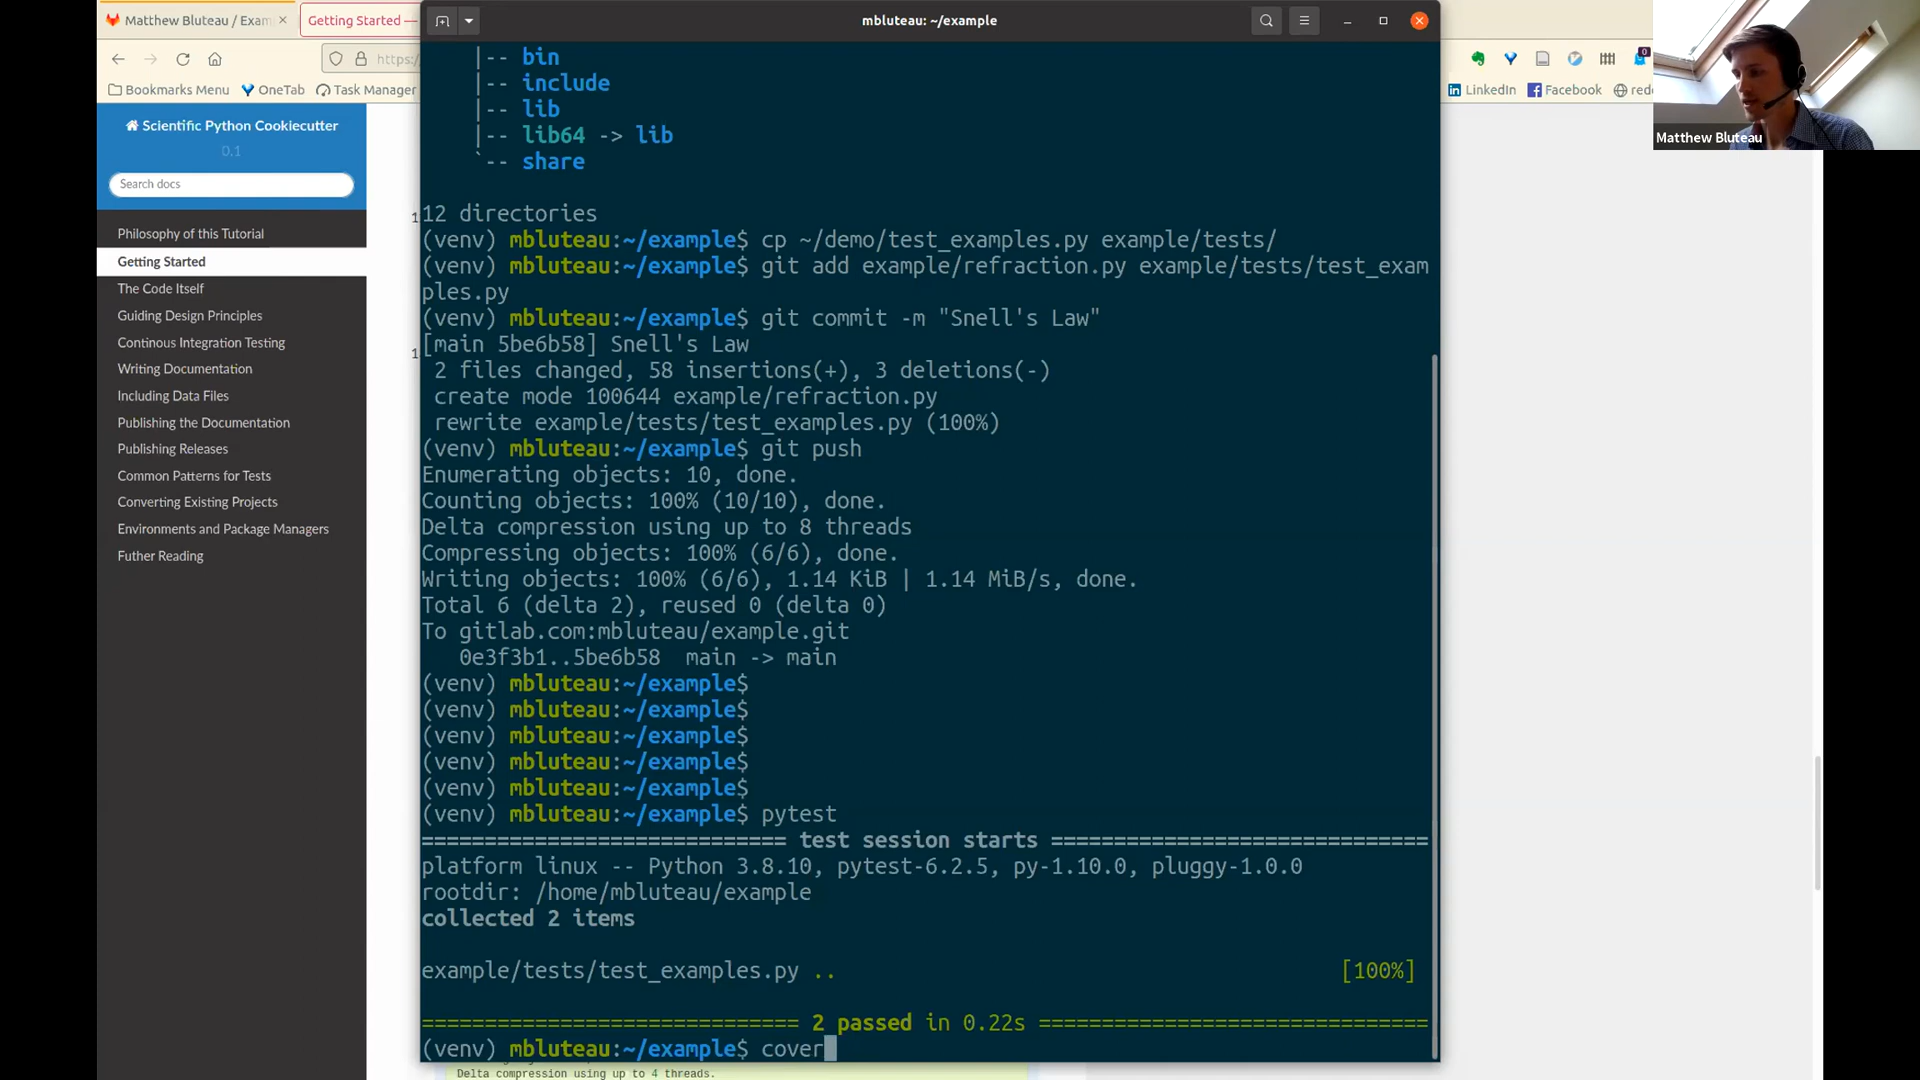 Matthew Bluteau / Exam
Getting Started —
mbluteau: ~/example
https:
Bookmarks Menu
OneTab
Task Manager
LinkedIn
Facebook
0
Matthew Bluteau
Scientific Python Cookiecutter
0.1
Search docs
Philosophy of this Tutorial
Getting Started
The Code Itself
Guiding Design Principles
Continous Integration Testing
Writing Documentation
Including Data Files
Publishing the Documentation
Publishing Releases
Common Patterns for Tests
Converting Existing Projects
Environments and Package Managers
Futher Reading
|-- bin
|-- include
|-- lib
|-- lib64 -> lib
`-- share
12 directories
(venv) mbluteau:~/example$ cp ~/demo/test_examples.py example/tests/
(venv) mbluteau:~/example$ git add example/refraction.py example/tests/test_exam
ples.py
(venv) mbluteau:~/example$ git commit -m "Snell's Law"
[main 5be6b58] Snell's Law
2 files changed, 58 insertions(+), 3 deletions(-)
create mode 100644 example/refraction.py
rewrite example/tests/test_examples.py (100%)
(venv) mbluteau:~/example$ git push
Enumerating objects: 10, done.
Counting objects: 100% (10/10), done.
Delta compression using up to 8 threads
Compressing objects: 100% (6/6), done.
Writing objects: 100% (6/6), 1.14 KiB | 1.14 MiB/s, done.
Total 6 (delta 2), reused 0 (delta 0)
To gitlab.com:mbluteau/example.git
0e3f3b1..5be6b58  main -> main
(venv) mbluteau:~/example$
(venv) mbluteau:~/example$
(venv) mbluteau:~/example$
(venv) mbluteau:~/example$
(venv) mbluteau:~/example$
(venv) mbluteau:~/example$ pytest
============================= test session starts ==============================
platform linux -- Python 3.8.10, pytest-6.2.5, py-1.10.0, pluggy-1.0.0
rootdir: /home/mbluteau/example
collected 2 items
example/tests/test_examples.py .. [100%]
============================== 2 passed in 0.22s ===============================
(venv) mbluteau:~/example$ cover
Delta compression using up to 4 threads.